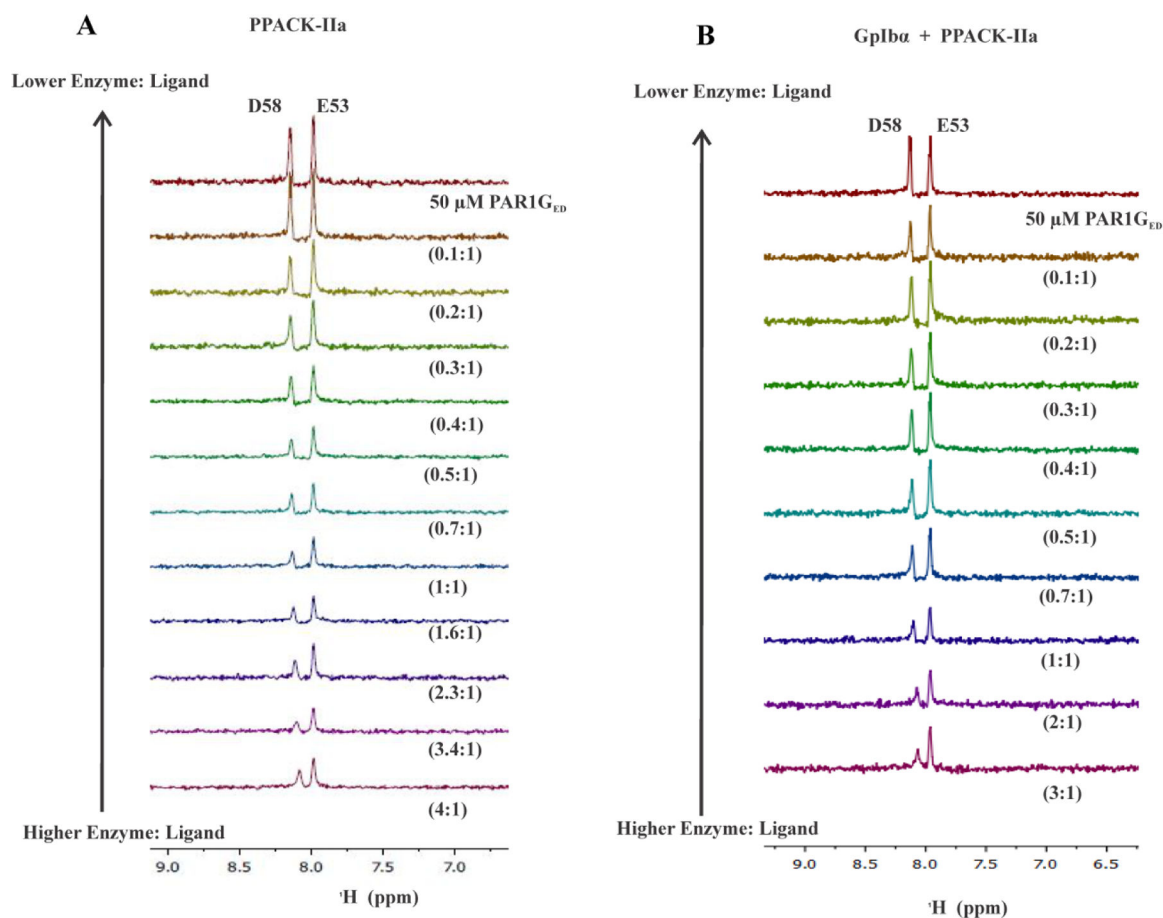 A
PPACK-IIa
Lower Enzyme: Ligand
D58 E53
50 µM PAR1G_ED
(0.1:1)
(0.2:1)
(0.3:1)
(0.4:1)
(0.5:1)
(0.7:1)
(1:1)
(1.6:1)
(2.3:1)
(3.4:1)
(4:1)
Higher Enzyme: Ligand
9.0 8.5 8.0 7.5 7.0
¹H (ppm)
B
GpIbα + PPACK-IIa
Lower Enzyme: Ligand
D58 E53
50 µM PAR1G_ED
(0.1:1)
(0.2:1)
(0.3:1)
(0.4:1)
(0.5:1)
(0.7:1)
(1:1)
(2:1)
(3:1)
Higher Enzyme: Ligand
9.0 8.5 8.0 7.5 7.0 6.5
¹H (ppm)